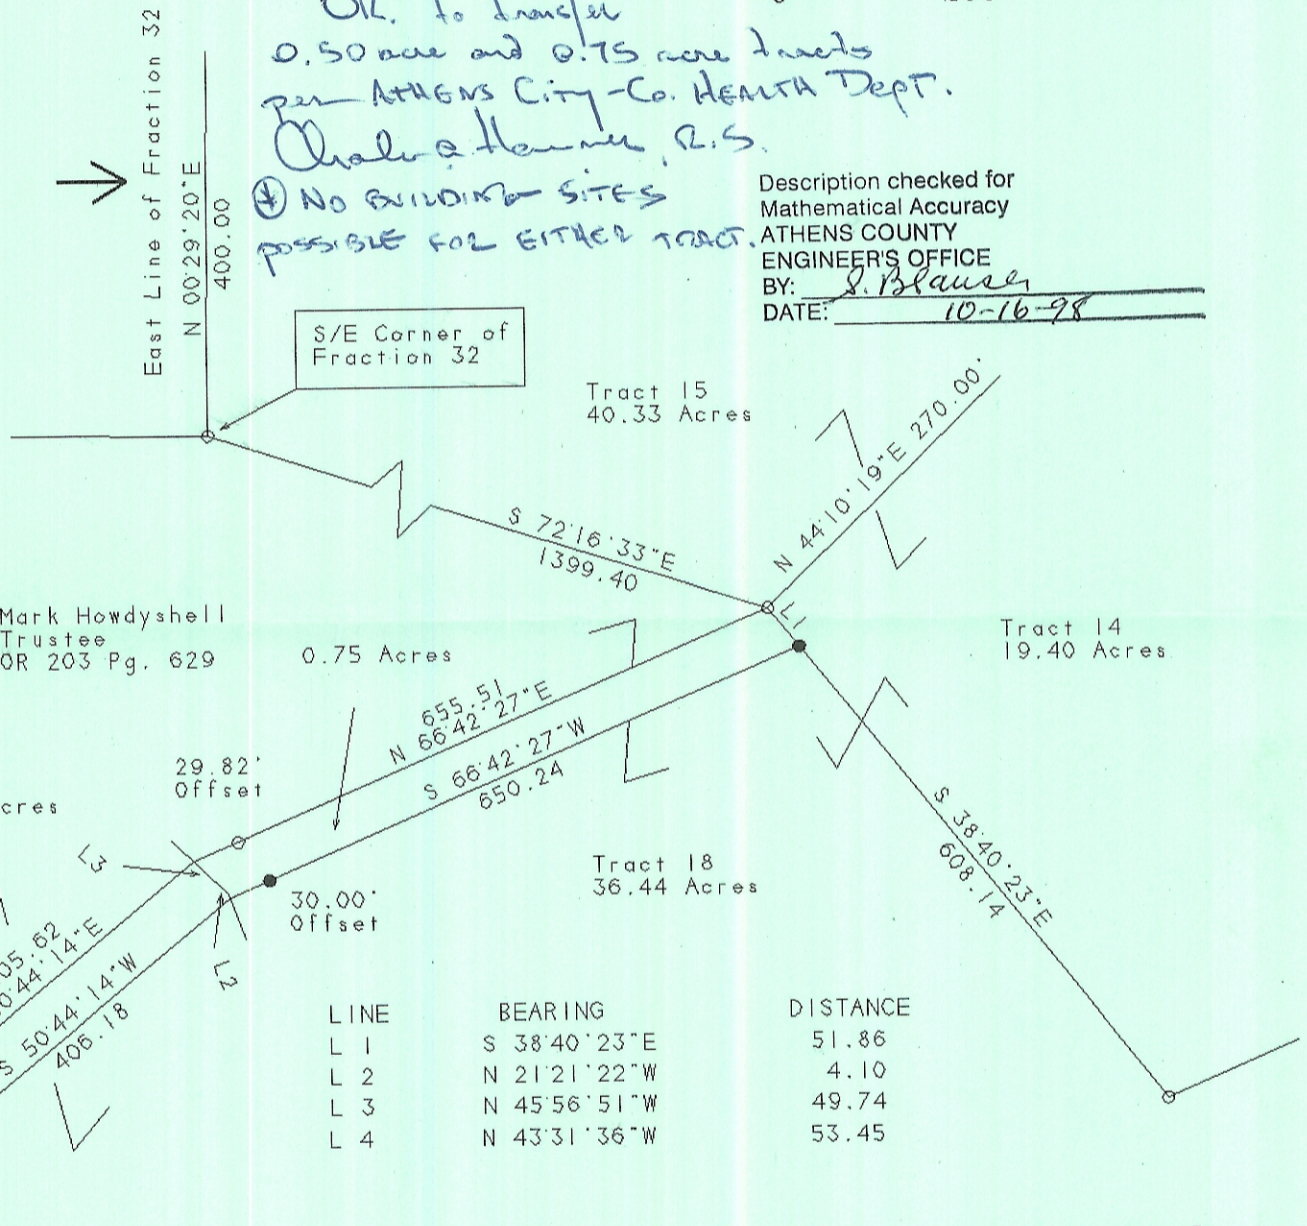 OK. to transfer
0.50 acre and 0.75 acre tracts
per ATHENS City-Co. HEALTH Dept.
R.S.
* NO BUILDING SITES
POSSIBLE FOR EITHER TRACT.
East Line of Fraction 32
N 00°29'20"E
400.00
Description checked for
Mathematical Accuracy
ATHENS COUNTY
ENGINEER'S OFFICE
BY: S. Blauser
DATE: 10-16-98
S/E Corner of
Fraction 32
Tract 15
40.33 Acres
N 44°10'19"E 270.00'
S 72°16'33"E
1399.40
L1
Mark Howdyshell
Trustee
OR 203 Pg. 629
0.75 Acres
Tract 14
19.40 Acres
655.51
N 66°42'27"E
S 66°42'27"W
650.24
29.82'
Offset
cres
L3
30.00'
Offset
Tract 18
36.44 Acres
S 38°40'23"E
608.14
L2
05.62
0°44'14"E
S 50°44'14"W
406.18
LINE BEARING DISTANCE
L 1 S 38°40'23"E 51.86
L 2 N 21°21'22"W 4.10
L 3 N 45°56'51"W 49.74
L 4 N 43°31'36"W 53.45